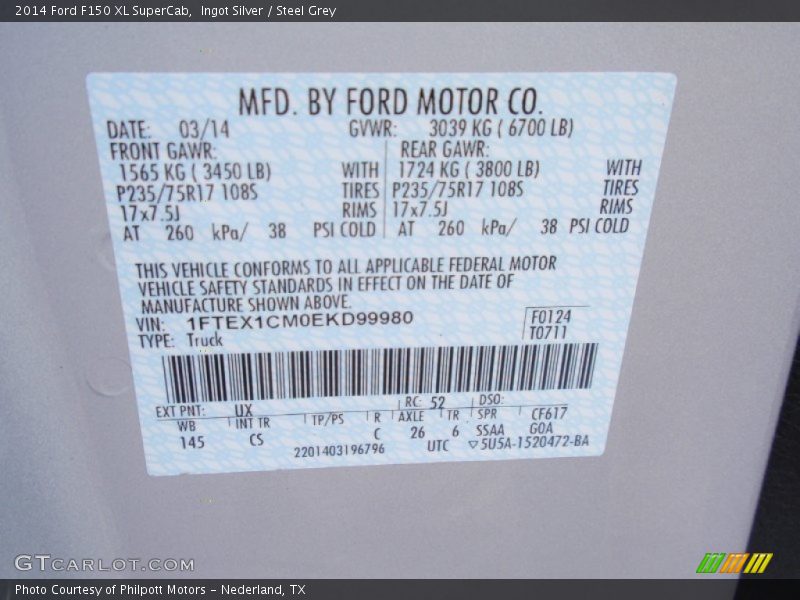 2014 Ford F150 XL SuperCab,  Ingot Silver / Steel Grey
MFD. BY FORD MOTOR CO.
DATE: 03/14 GVWR: 3039 KG ( 6700 LB)
FRONT GAWR: REAR GAWR:
1565 KG ( 3450 LB) WITH 1724 KG ( 3800 LB) WITH
P235/75R17 108S TIRES P235/75R17 108S TIRES
17x7.5J RIMS 17x7.5J RIMS
AT 260 kPa/ 38 PSI COLD AT 260 kPa/ 38 PSI COLD
THIS VEHICLE CONFORMS TO ALL APPLICABLE FEDERAL MOTOR
VEHICLE SAFETY STANDARDS IN EFFECT ON THE DATE OF
MANUFACTURE SHOWN ABOVE.
VIN: 1FTEX1CM0EKD99980 F0124
TYPE: Truck T0711
EXT PNT: UX RC: 52 DSO:
WB INT TR TP/PS R AXLE TR SPR CF617
145 CS C 26 6 SSAA GOA
2201403196796 UTC ▽5U5A-1520472-BA
GTCARLOT.COM
Photo Courtesy of Philpott Motors - Nederland, TX